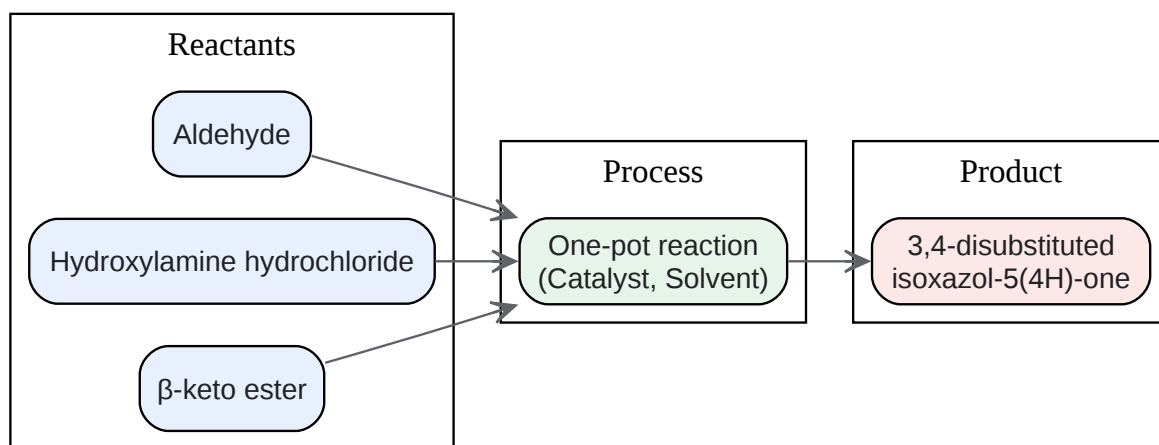 Reactants
Aldehyde
Hydroxylamine hydrochloride
β-keto ester
Process
One-pot reaction
(Catalyst, Solvent)
Product
3,4-disubstituted
isoxazol-5(4H)-one